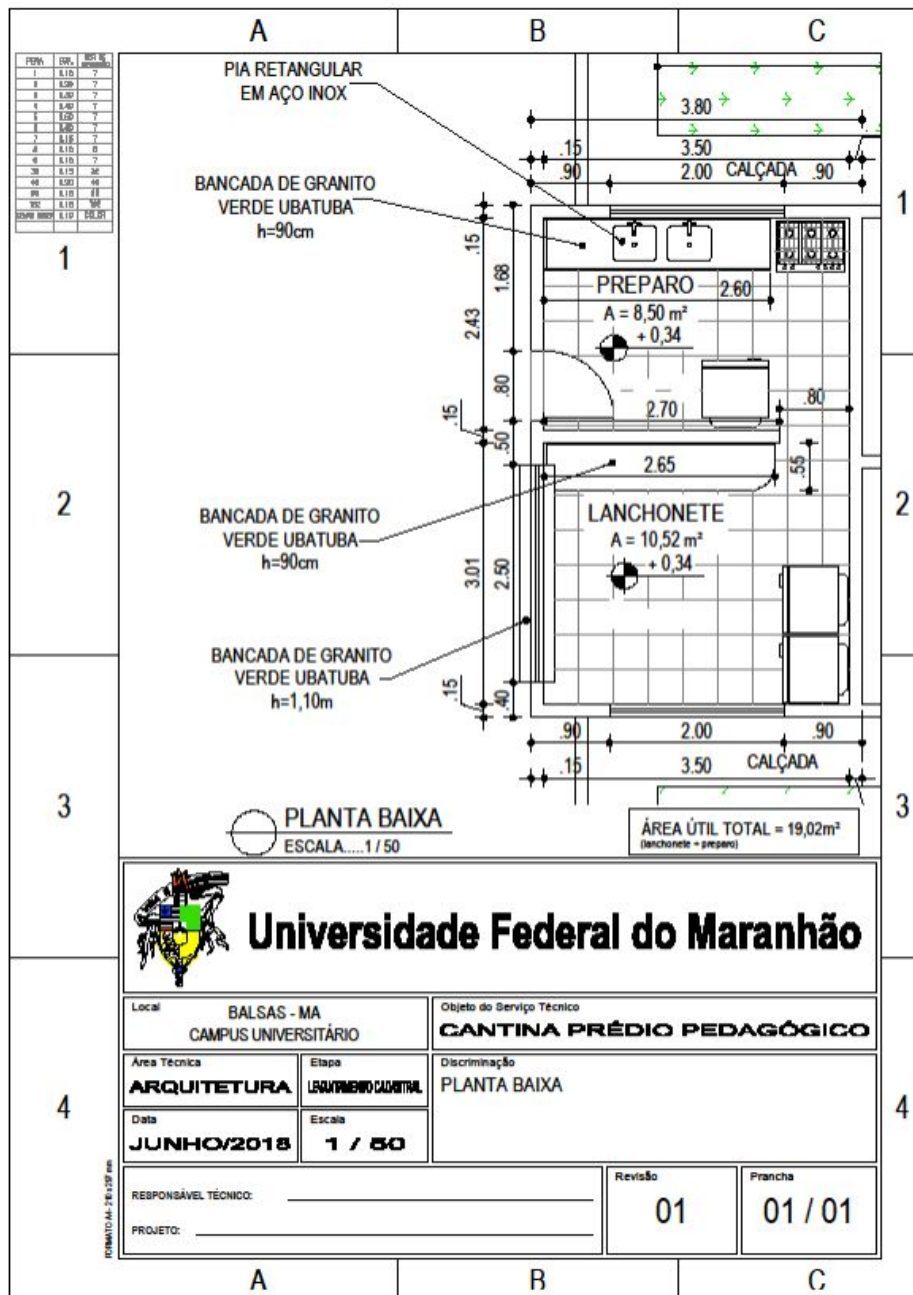 A
B
C
PIA RETANGULAR
EM AÇO INOX
3.80
.15
3.50
.90
2.00
CALÇADA
.90
BANCADA DE GRANITO
VERDE UBATUBA
h=90cm
1
1
.15
1.68
2.43
PREPARO
2.60
A = 8,50 m²
+ 0,34
.80
2.70
.80
.15
.50
2.65
.55
2
2
BANCADA DE GRANITO
VERDE UBATUBA
h=90cm
LANCHONETE
A = 10,52 m²
+ 0,34
3.01
2.50
BANCADA DE GRANITO
VERDE UBATUBA
h=1,10m
.15
.40
.90
2.00
.90
.15
3.50
CALÇADA
3
3
PLANTA BAIXA
ESCALA.....1 / 50
ÁREA ÚTIL TOTAL = 19,02m²
(lanchonete + preparo)
Universidade Federal do Maranhão
Local
BALSAS - MA
CAMPUS UNIVERSITÁRIO
Objeto do Serviço Técnico
CANTINA PRÉDIO PEDAGÓGICO
Área Técnica
ARQUITETURA
Etapa
LEVANTAMENTO CADASTRAL
Discriminação
PLANTA BAIXA
4
4
Data
JUNHO/2018
Escala
1 / 50
RESPONSÁVEL TÉCNICO:
PROJETO:
Revisão
01
Prancha
01 / 01
FORMATO A4 - 210 x 297 mm
A
B
C